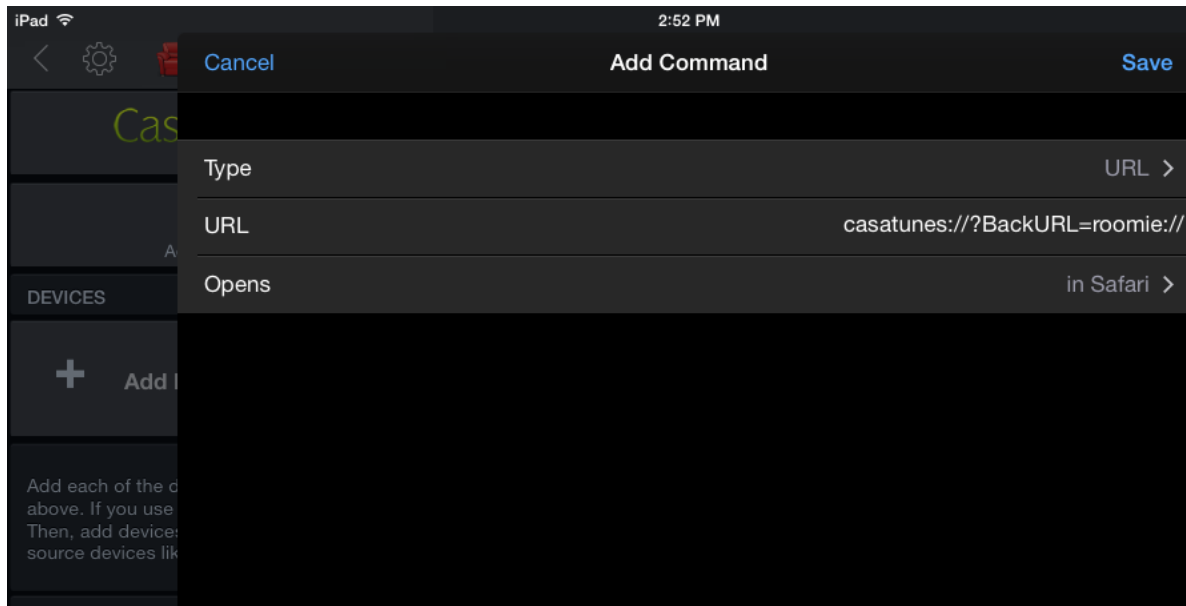 iPad 2:52 PM
Cancel Add Command Save
Cas
Type URL
URL casatunes://?BackURL=roomie://
A
Opens in Safari
DEVICES
+ Add
Add each of the d
above. If you use
Then, add device
source devices lik